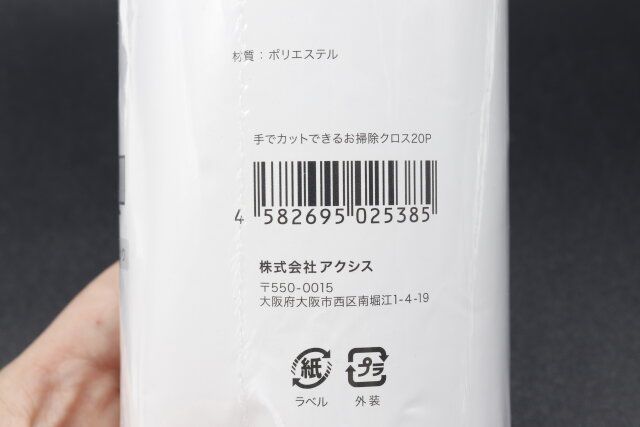 材質：ポリエステル
手でカットできるお掃除クロス20P
4 582695 025385
株式会社アクシス
〒550-0015
大阪府大阪市西区南堀江1-4-19
紙 プラ
ラベル 外装